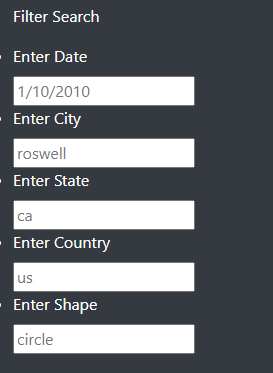 Filter Search
Enter Date
1/10/2010
Enter City
roswell
Enter State
ca
Enter Country
us
Enter Shape
circle